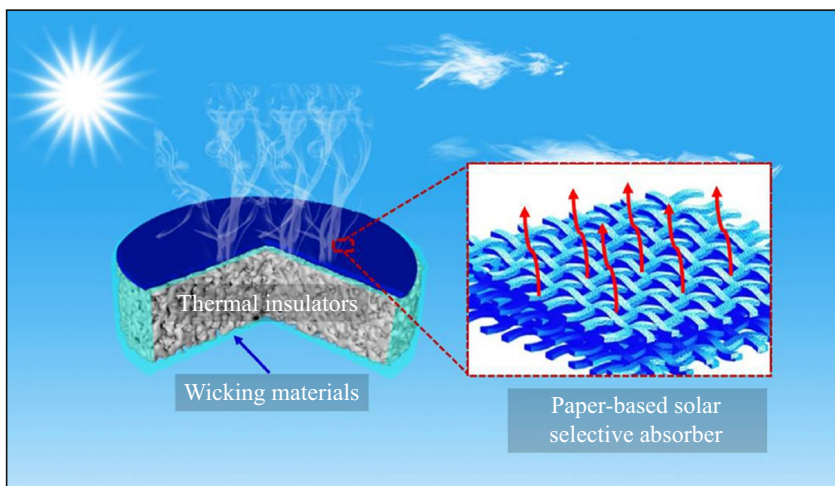 Thermal insulators
Wicking materials
Paper-based solar
selective absorber